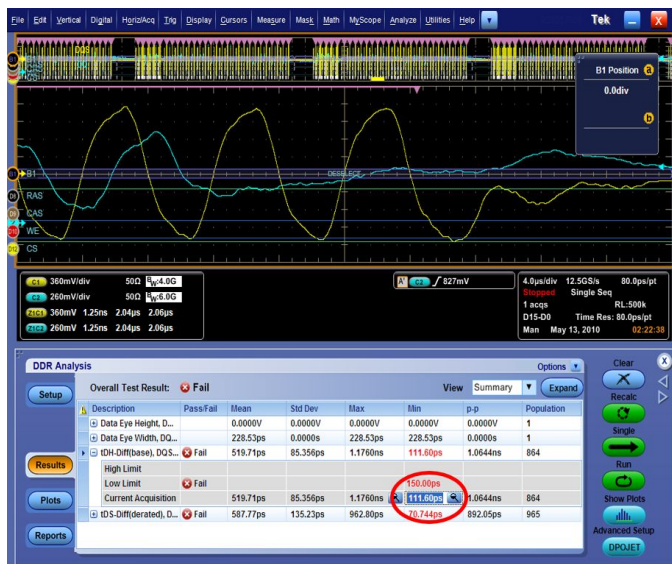 File Edit Vertical Digital Horiz/Acq Trig Display Cursors Measure Mask Math MyScope Analyze Utilities Help Tek
DQS
B1 Position a
0.0div
b
B1
DESELECT
RAS
CAS
WE
CS
C1 360mV/div 50Ω BW:4.0G
C2 260mV/div 50Ω BW:6.0G
Z1C1 360mV 1.25ns 2.04µs 2.06µs
Z1C2 260mV 1.25ns 2.04µs 2.06µs
A' C2 827mV
4.0µs/div 12.5GS/s 80.0ps/pt
Stopped Single Seq
1 acqs RL:500k
D15-D0 Time Res: 80.0ps/pt
Man May 13, 2010 02:22:38
DDR Analysis Options
Setup
Results
Plots
Reports
Overall Test Result: Fail View Summary Expand
Description Pass/Fail Mean Std Dev Max Min p-p Population
Data Eye Height, D... 0.0000V 0.0000V 0.0000V 0.0000V 0.0000V 1
Data Eye Width, DQ... 228.53ps 0.0000s 228.53ps 228.53ps 0.0000s 1
tDH-Diff(base), DQS... Fail 519.71ps 85.356ps 1.1760ns 111.60ps 1.0644ns 864
High Limit
Low Limit Fail 150.00ps
Current Acquisition 519.71ps 85.356ps 1.1760ns 111.60ps 1.0644ns 864
tDS-Diff(derated), D... Fail 587.77ps 135.23ps 962.80ps 70.744ps 892.05ps 965
Clear
Recalc
Single
Run
Show Plots
Advanced Setup
DPOJET